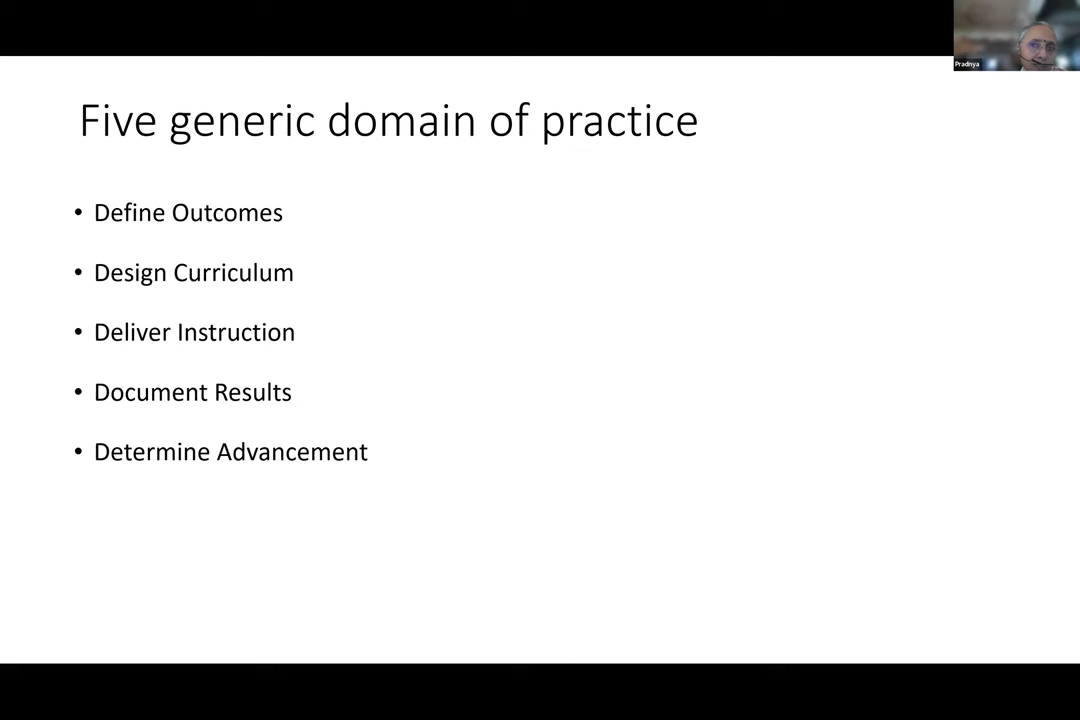 Pradnya
Five generic domain of practice
• Define Outcomes
• Design Curriculum
• Deliver Instruction
• Document Results
• Determine Advancement